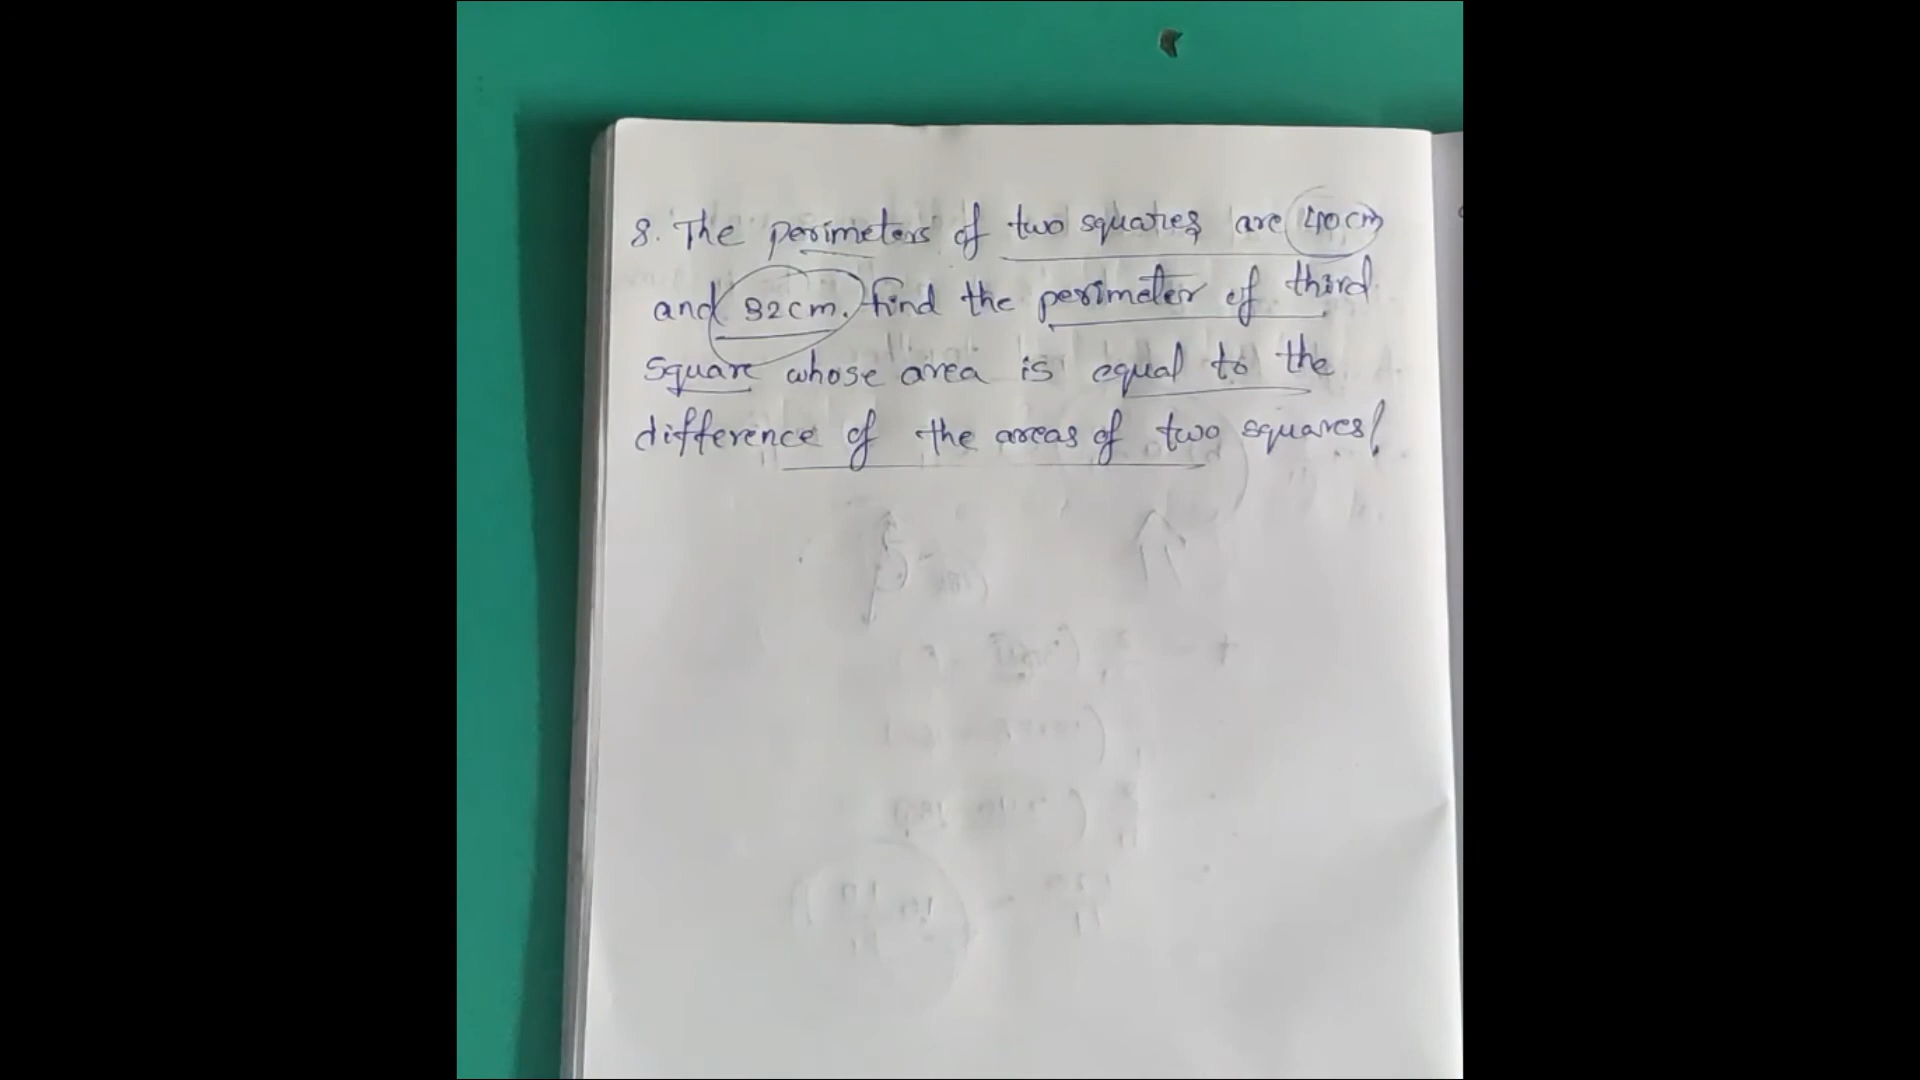 8. The perimeters of two squares are 40cm
and 32cm. find the perimeter of third
square whose area is equal to the
difference of the areas of two squares?